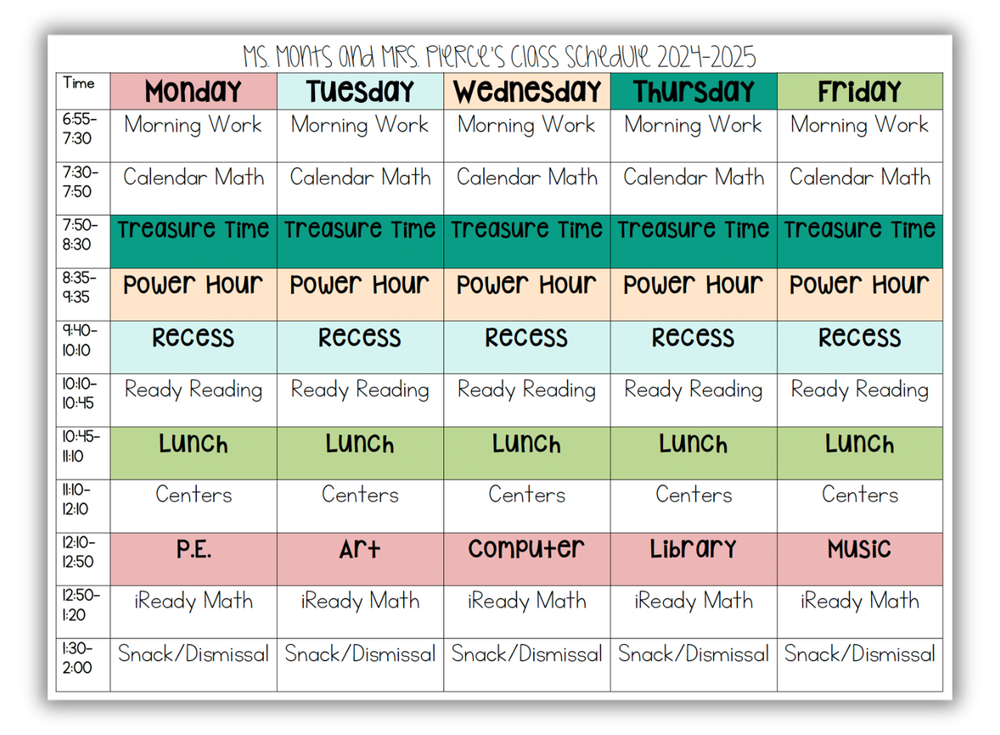 Ms. Monts and Mrs. Pierce's Class Schedule 2024-2025
Time Monday Tuesday Wednesday Thursday Friday
6:55-
7:30 Morning Work Morning Work Morning Work Morning Work Morning Work
7:30-
7:50 Calendar Math Calendar Math Calendar Math Calendar Math Calendar Math
7:50-
8:30 Treasure Time Treasure Time Treasure Time Treasure Time Treasure Time
8:35-
9:35 Power Hour Power Hour Power Hour Power Hour Power Hour
9:40-
10:10 Recess Recess Recess Recess Recess
10:10-
10:45 Ready Reading Ready Reading Ready Reading Ready Reading Ready Reading
10:45-
11:10 Lunch Lunch Lunch Lunch Lunch
11:10-
12:10 Centers Centers Centers Centers Centers
12:10-
12:50 P.E. Art Computer Library Music
12:50-
1:20 iReady Math iReady Math iReady Math iReady Math iReady Math
1:30-
2:00 Snack/Dismissal Snack/Dismissal Snack/Dismissal Snack/Dismissal Snack/Dismissal